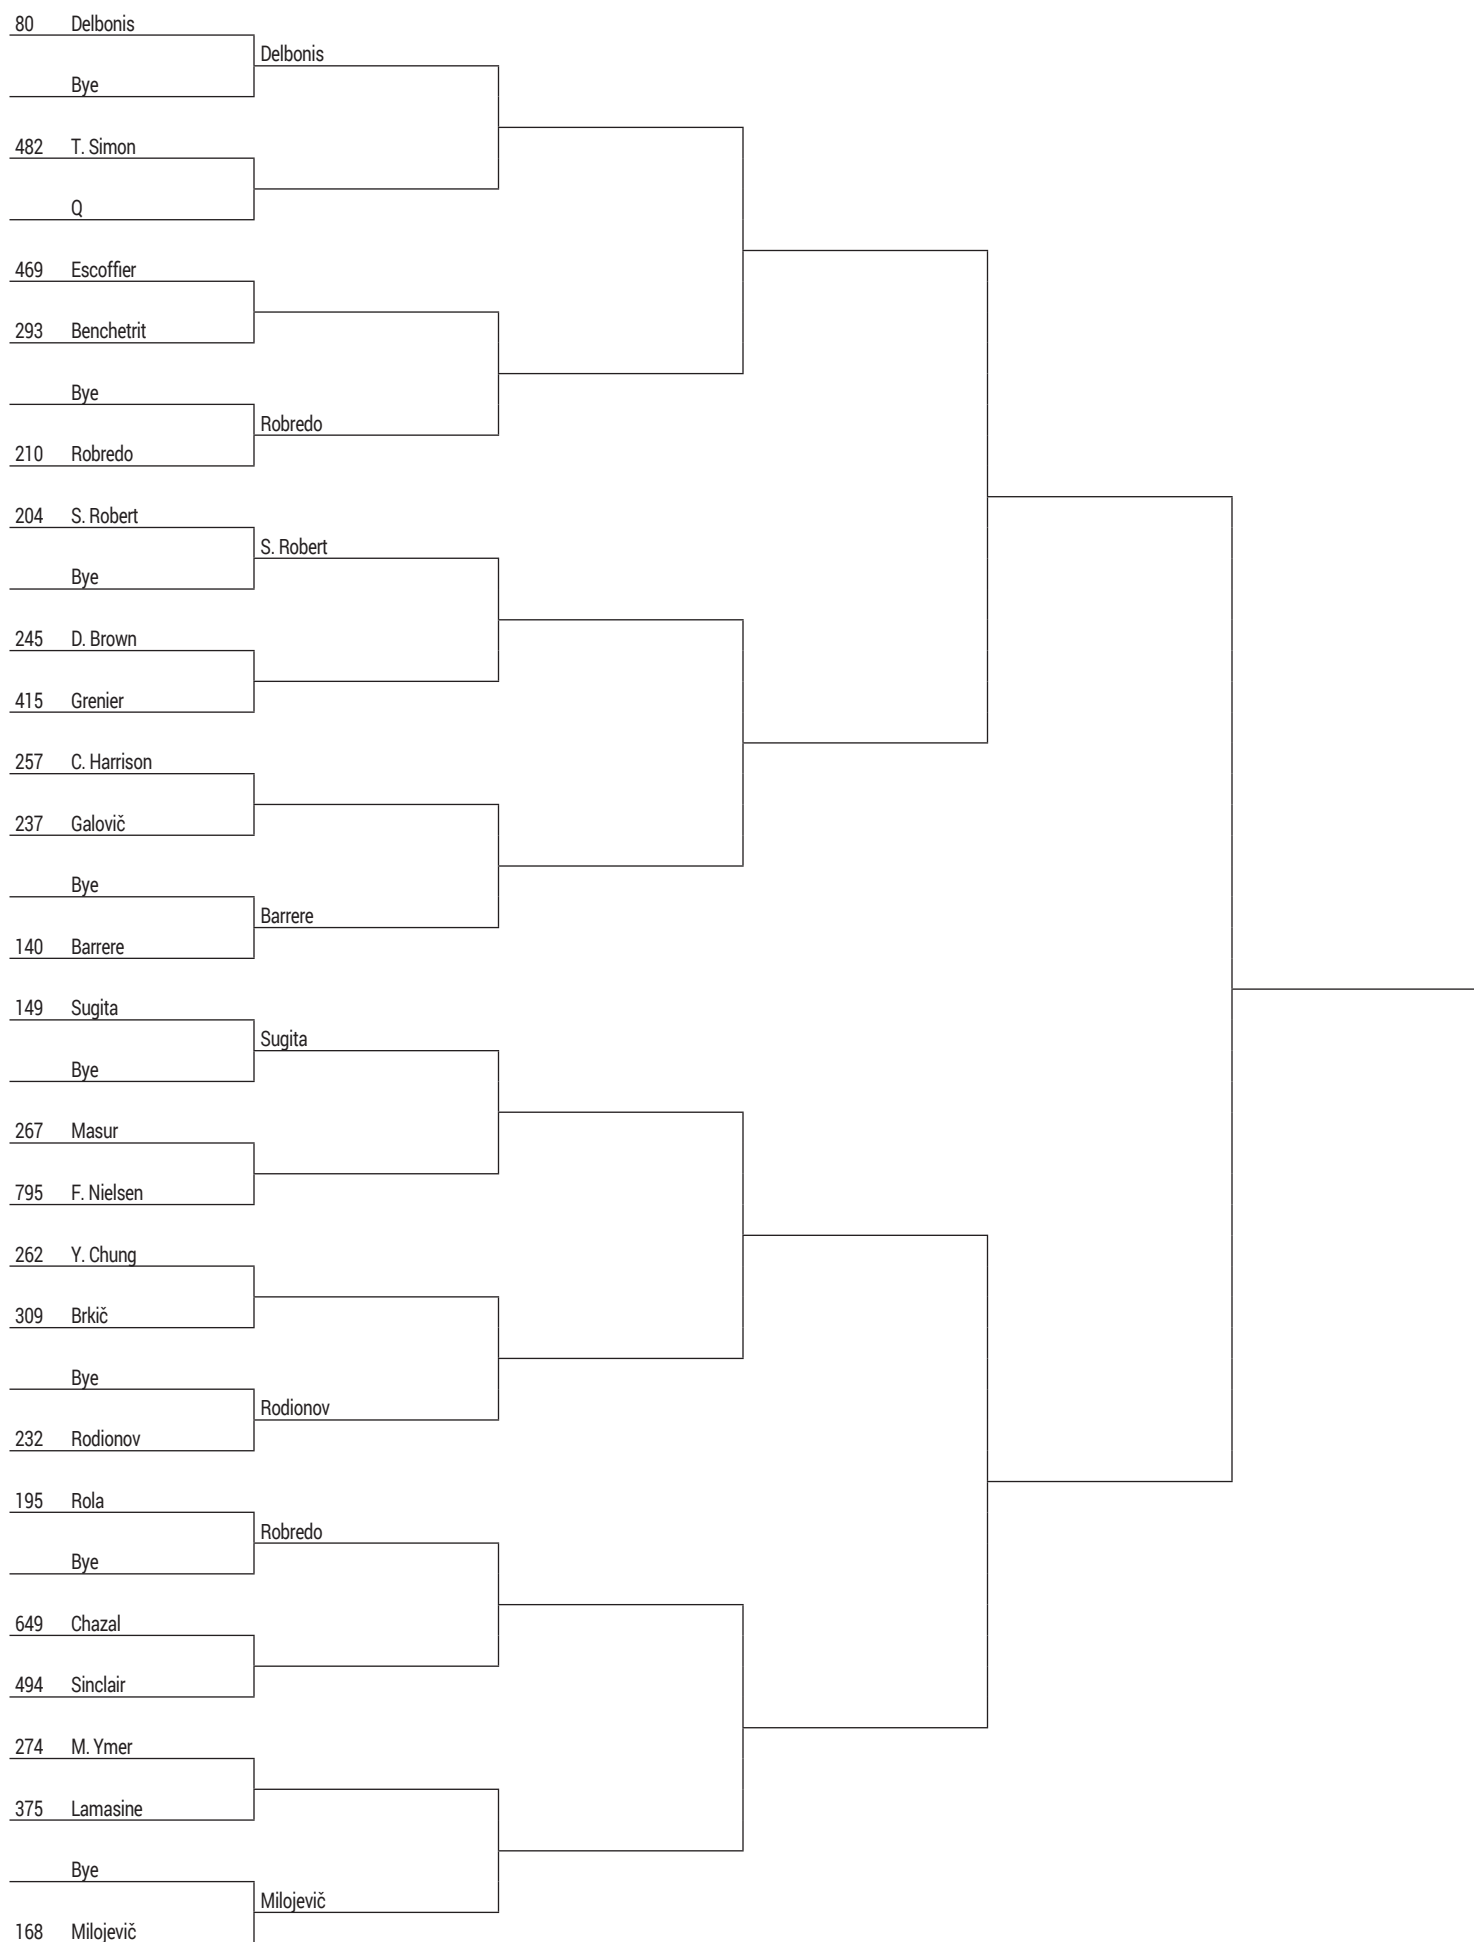 80 Delbonis
Delbonis
Bye
482 T. Simon
Q
469 Escoffier
293 Benchetrit
Bye
Robredo
210 Robredo
204 S. Robert
S. Robert
Bye
245 D. Brown
415 Grenier
257 C. Harrison
237 Galovič
Bye
Barrere
140 Barrere
149 Sugita
Sugita
Bye
267 Masur
795 F. Nielsen
262 Y. Chung
309 Brkič
Bye
Rodionov
232 Rodionov
195 Rola
Robredo
Bye
649 Chazal
494 Sinclair
274 M. Ymer
375 Lamasine
Bye
Milojevič
168 Milojevič